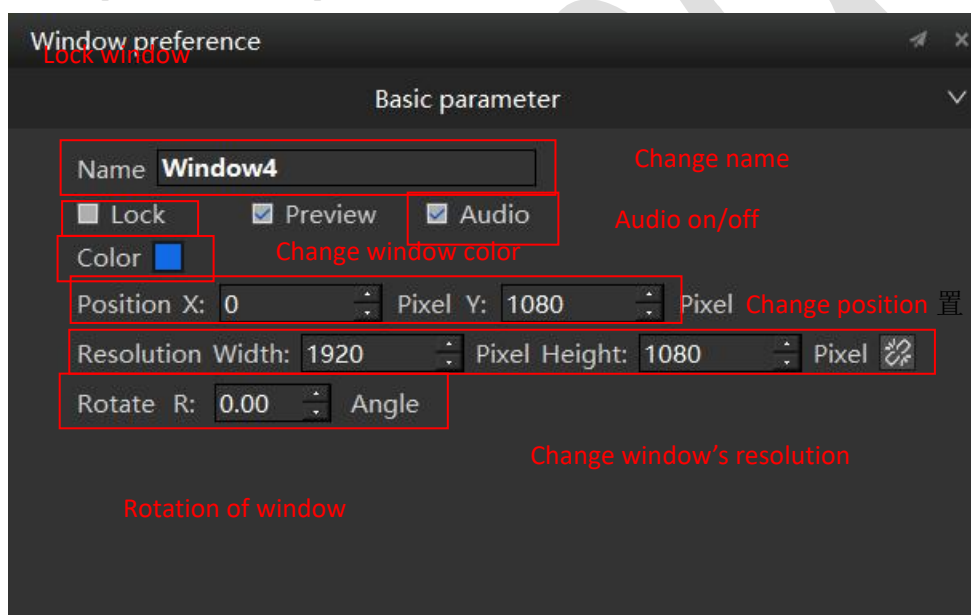 Window preference
Lock window
Basic parameter
Name Window4
Change name
Lock Preview Audio
Audio on/off
Color
Change window color
Position X: 0 Pixel Y: 1080 Pixel Change position 置
Resolution Width: 1920 Pixel Height: 1080 Pixel
Rotate R: 0.00 Angle
Change window’s resolution
Rotation of window